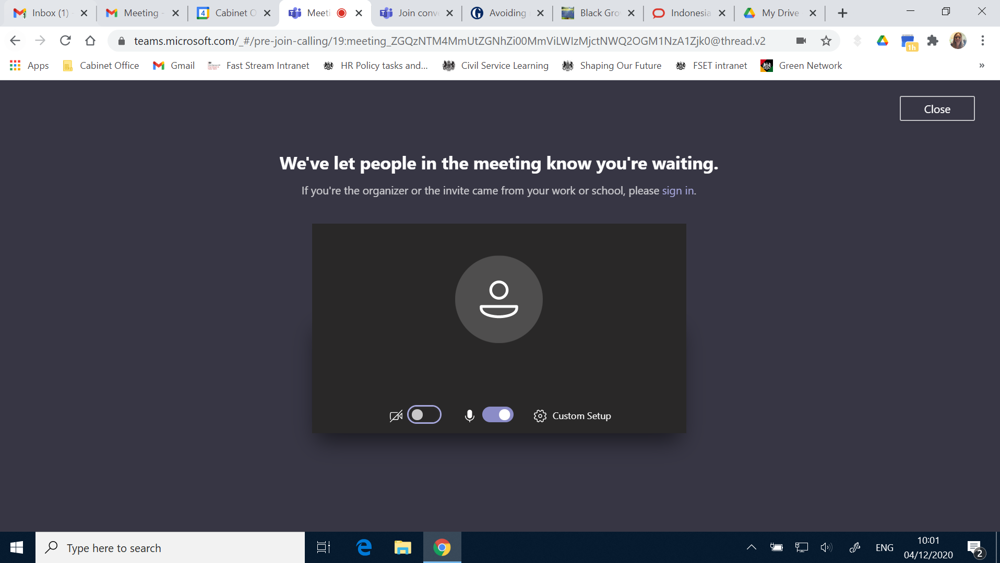 Inbox (1)
Meeting -
Cabinet O
Meeti
Join conve
Avoiding
Black Gro
Indonesia
My Drive
teams.microsoft.com/_#/pre-join-calling/19:meeting_ZGQzNTM4MmUtZGNhZi00MmViLWIzMjctNWQ2OGM1NzA1Zjk0@thread.v2
1h
Apps
Cabinet Office
Gmail
Fast Stream Intranet
HR Policy tasks and...
Civil Service Learning
Shaping Our Future
FSET intranet
Green Network
»
Close
We've let people in the meeting know you're waiting.
If you're the organizer or the invite came from your work or school, please sign in.
Custom Setup
Type here to search
ENG
10:01
04/12/2020
2